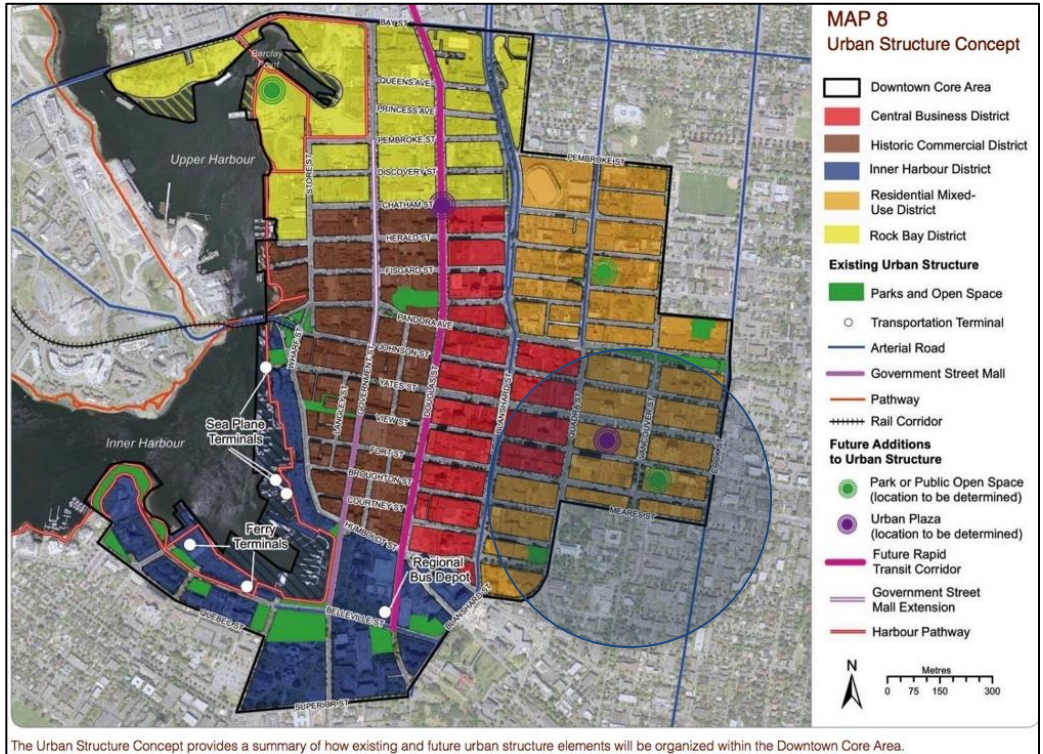 MAP 8
Urban Structure Concept
Downtown Core Area
Central Business District
Historic Commercial District
Inner Harbour District
Residential Mixed-
Use District
Rock Bay District
Existing Urban Structure
Parks and Open Space
Transportation Terminal
Arterial Road
Government Street Mall
Pathway
Rail Corridor
Future Additions
to Urban Structure
Park or Public Open Space
(location to be determined)
Urban Plaza
(location to be determined)
Future Rapid
Transit Corridor
Government Street
Mall Extension
Harbour Pathway
N
Metres
0 75 150 300
BAY ST
Barclay
Point
QUEENS AVE
PRINCESS AVE
PEMBROKE ST
PEMBROKE ST
Upper Harbour
STORE ST
DISCOVERY ST
CHATHAM ST
HERALD ST
FISGARD ST
PANDORA AVE
WHARF ST
JOHNSON ST
GOVERNMENT ST
DOUGLAS ST
BLANSHARD ST
YATES ST
LANGLEY ST
VIEW ST
QUADRA ST
VANCOUVER ST
COOK ST
Sea Plane
Terminals
Inner Harbour
FORT ST
BROUGHTON ST
COURTNEY ST
MEARES ST
HUMBOLDT ST
Ferry
Terminals
Regional
Bus Depot
BELLEVILLE ST
BLANSHARD ST
QUEBEC ST
SUPERIOR ST
The Urban Structure Concept provides a summary of how existing and future urban structure elements will be organized within the Downtown Core Area.